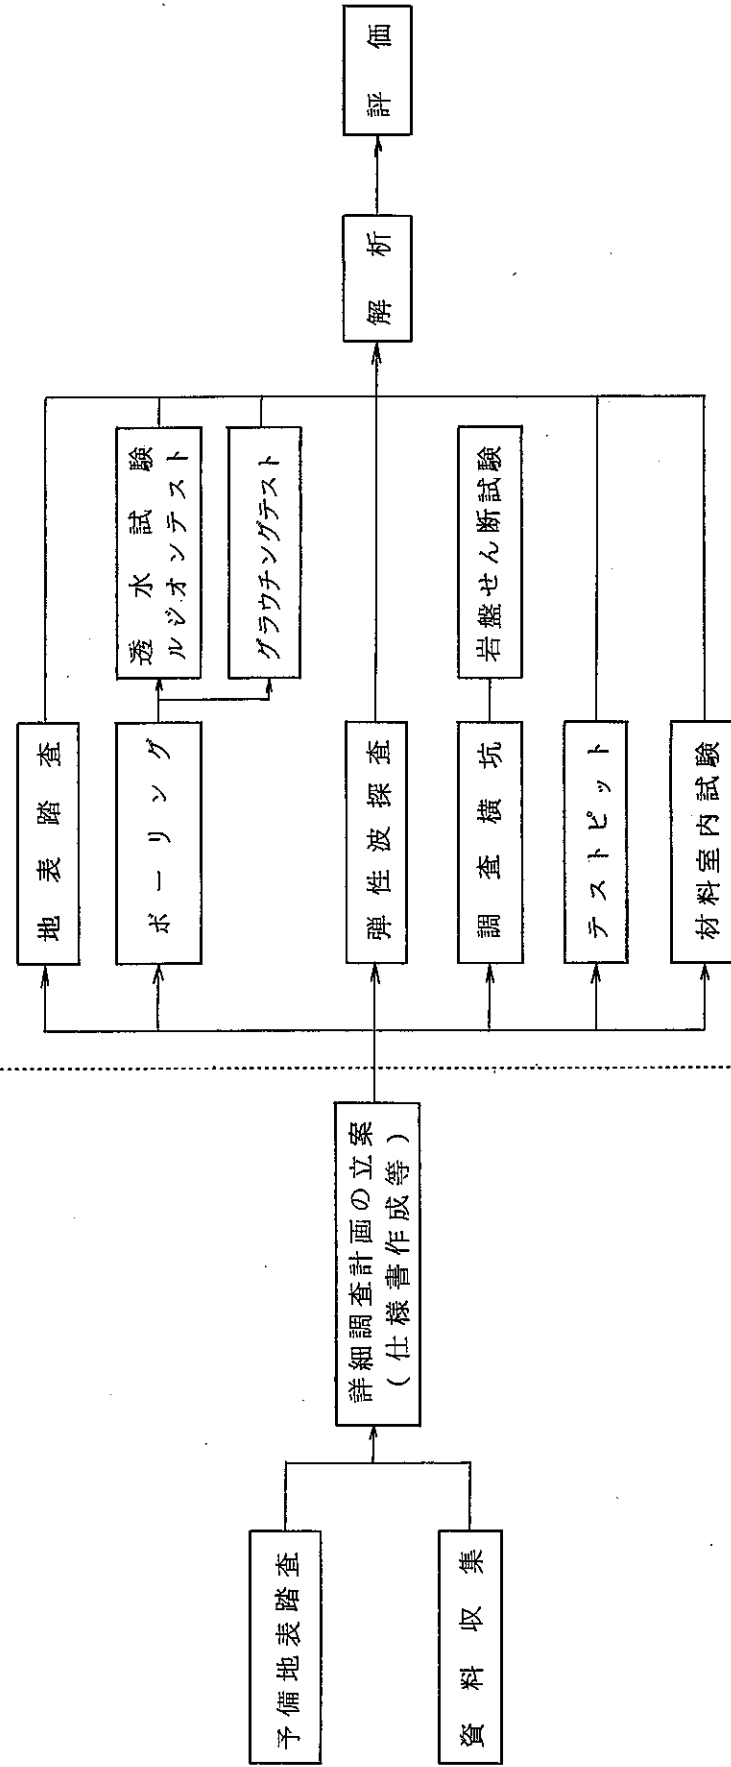 予備地表踏査
資料収集
詳細調査計画の立案
(仕様書作成等)
地表踏査
ボーリング
透水試験
ルジオンテスト
グラウチングテスト
弾性波探査
調査横坑
岩盤せん断試験
テストピット
材料室内試験
解析
評価